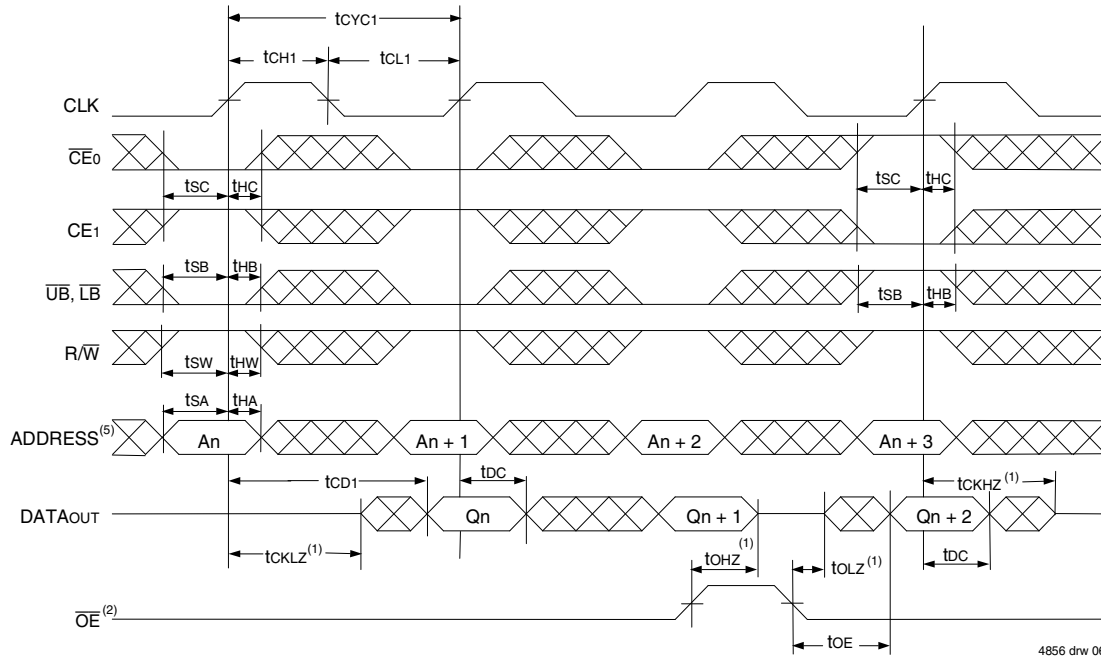 tCYC1
tCH1
tCL1
CLK
CE0
tSC
tHC
tSC
tHC
CE1
tSB
tHB
UB, LB
tSB
tHB
R/W
tSW
tHW
tSA
tHA
ADDRESS(5)
An
An + 1
An + 2
An + 3
tCD1
tDC
tCKHZ(1)
DATAOUT
Qn
Qn + 1
Qn + 2
tCKLZ(1)
tOHZ(1)
tOLZ(1)
tDC
OE(2)
tOE
4856 drw 06